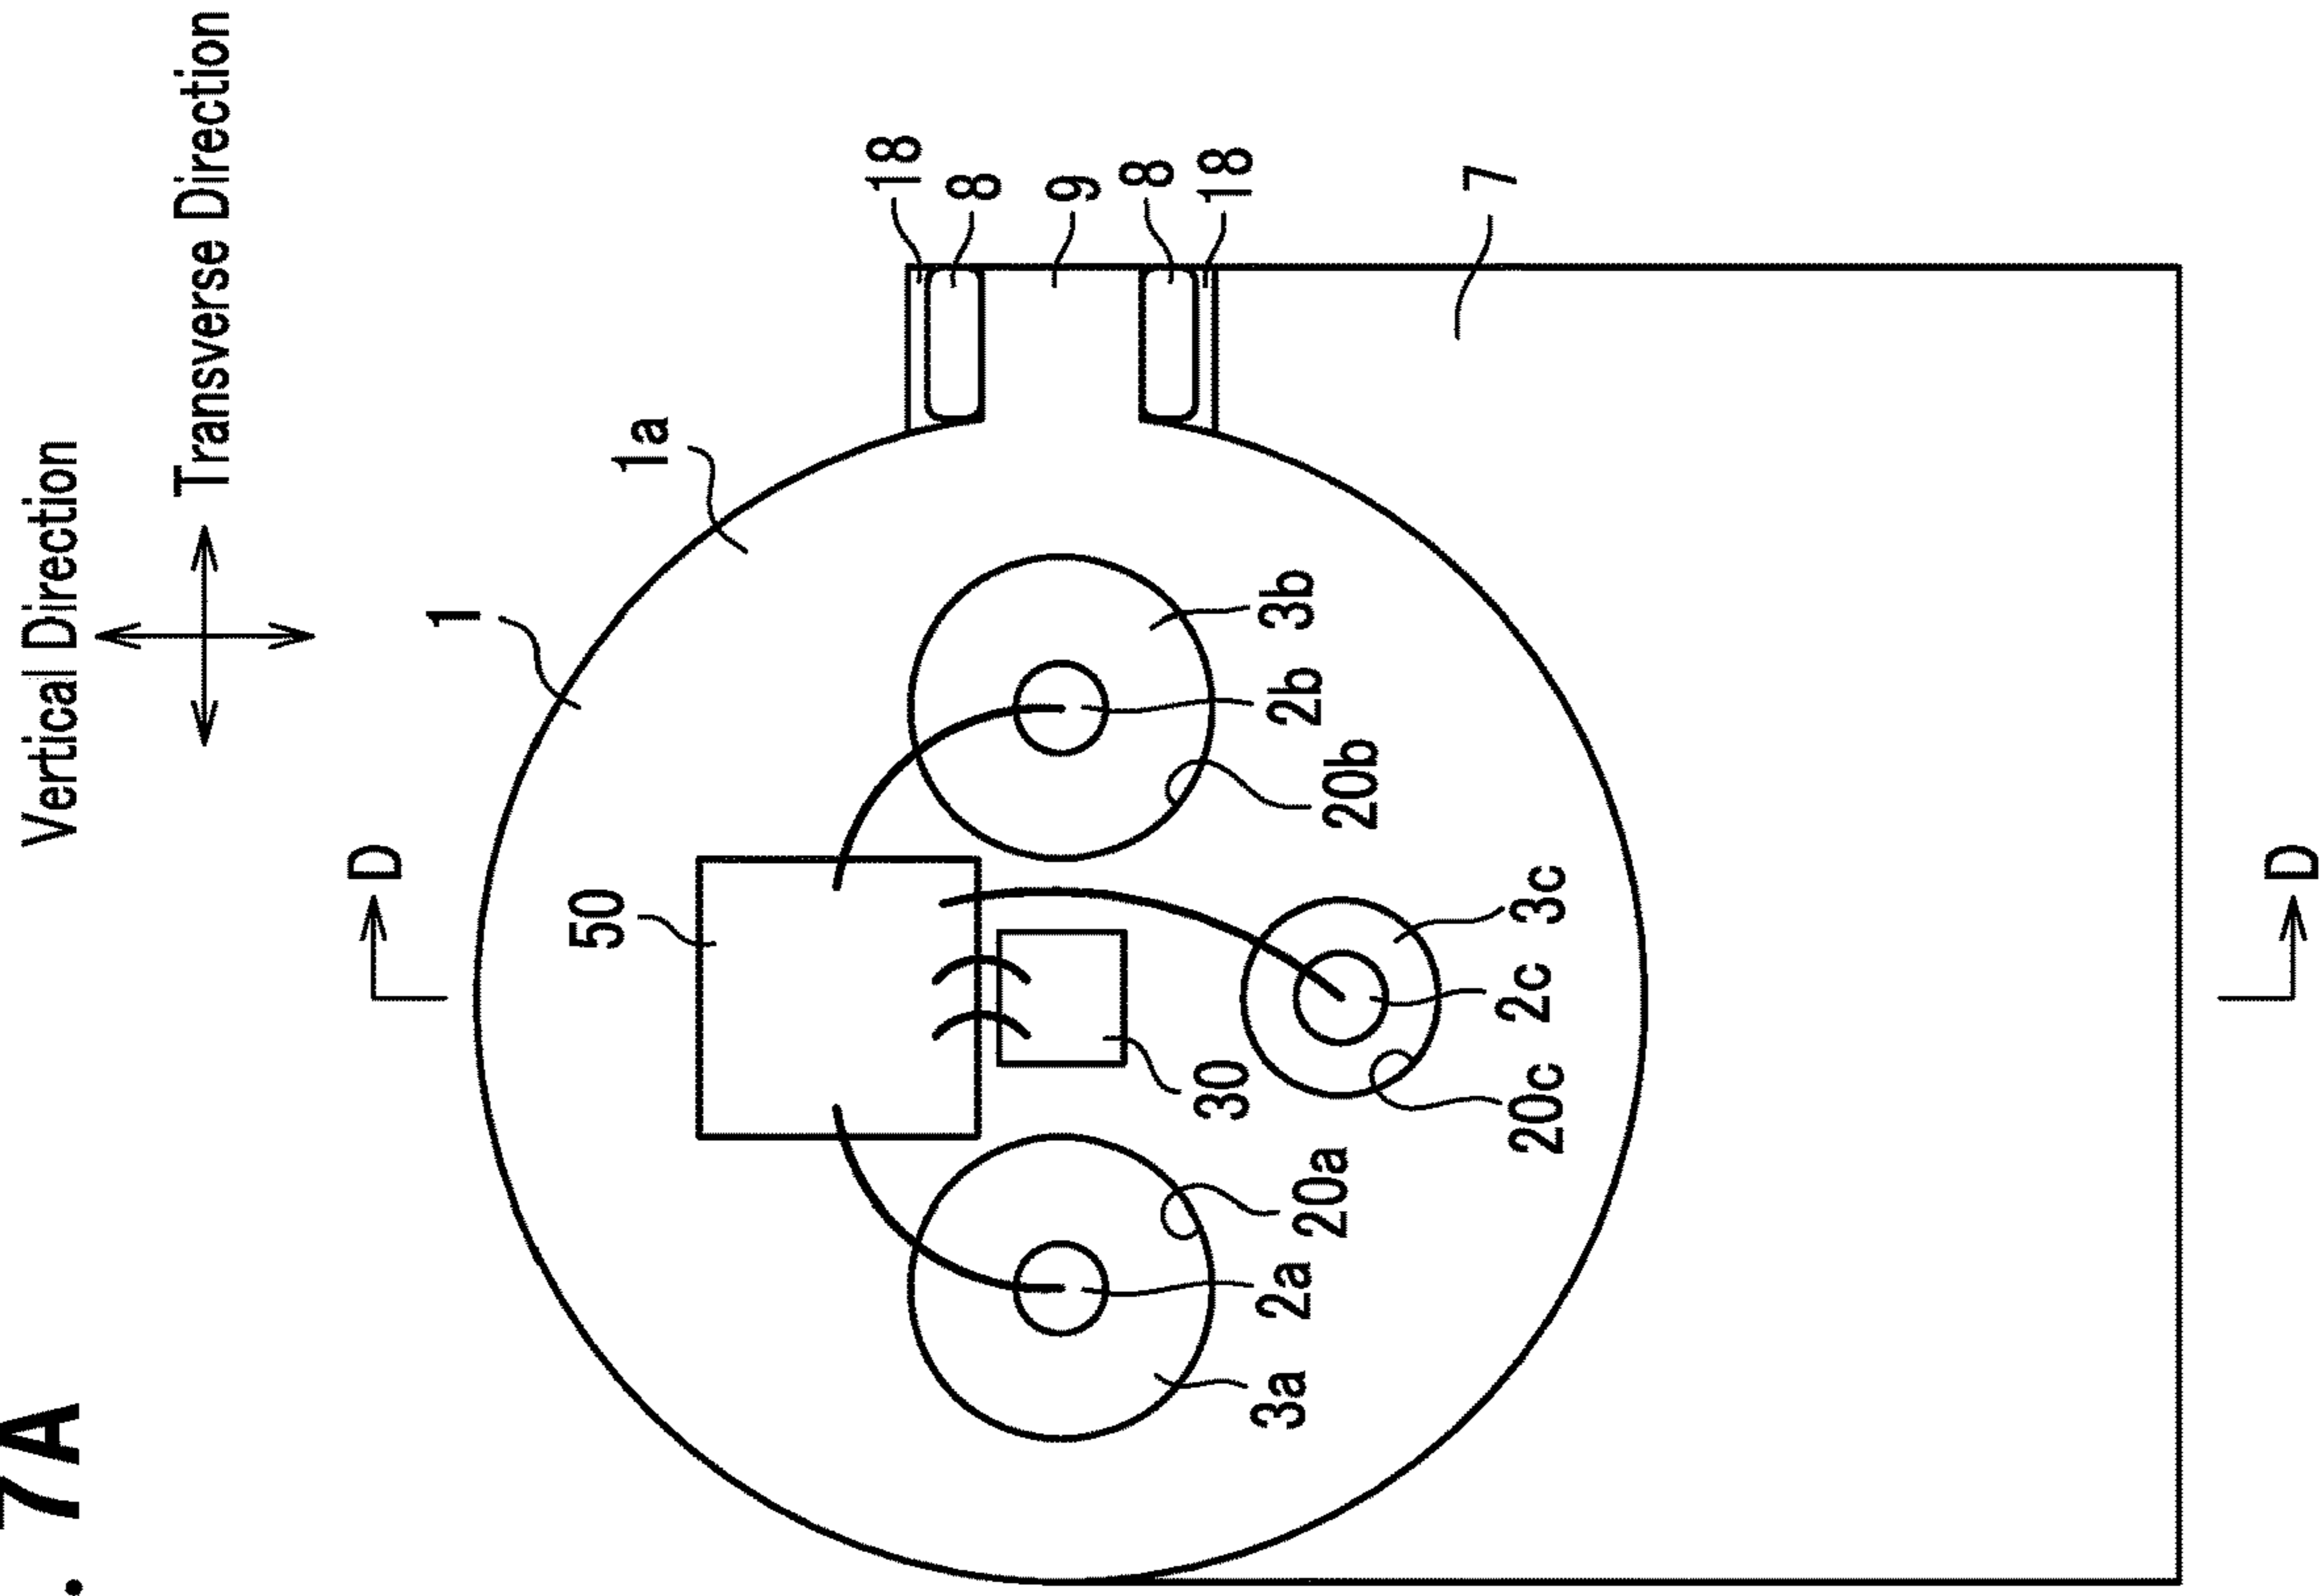 . 7A
Vertical Direction
Transverse Direction
D
1
1a
50
18
8
9
8
18
7
3b
2b
20b
3c
2c
20c
30
20a
2a
3a
D